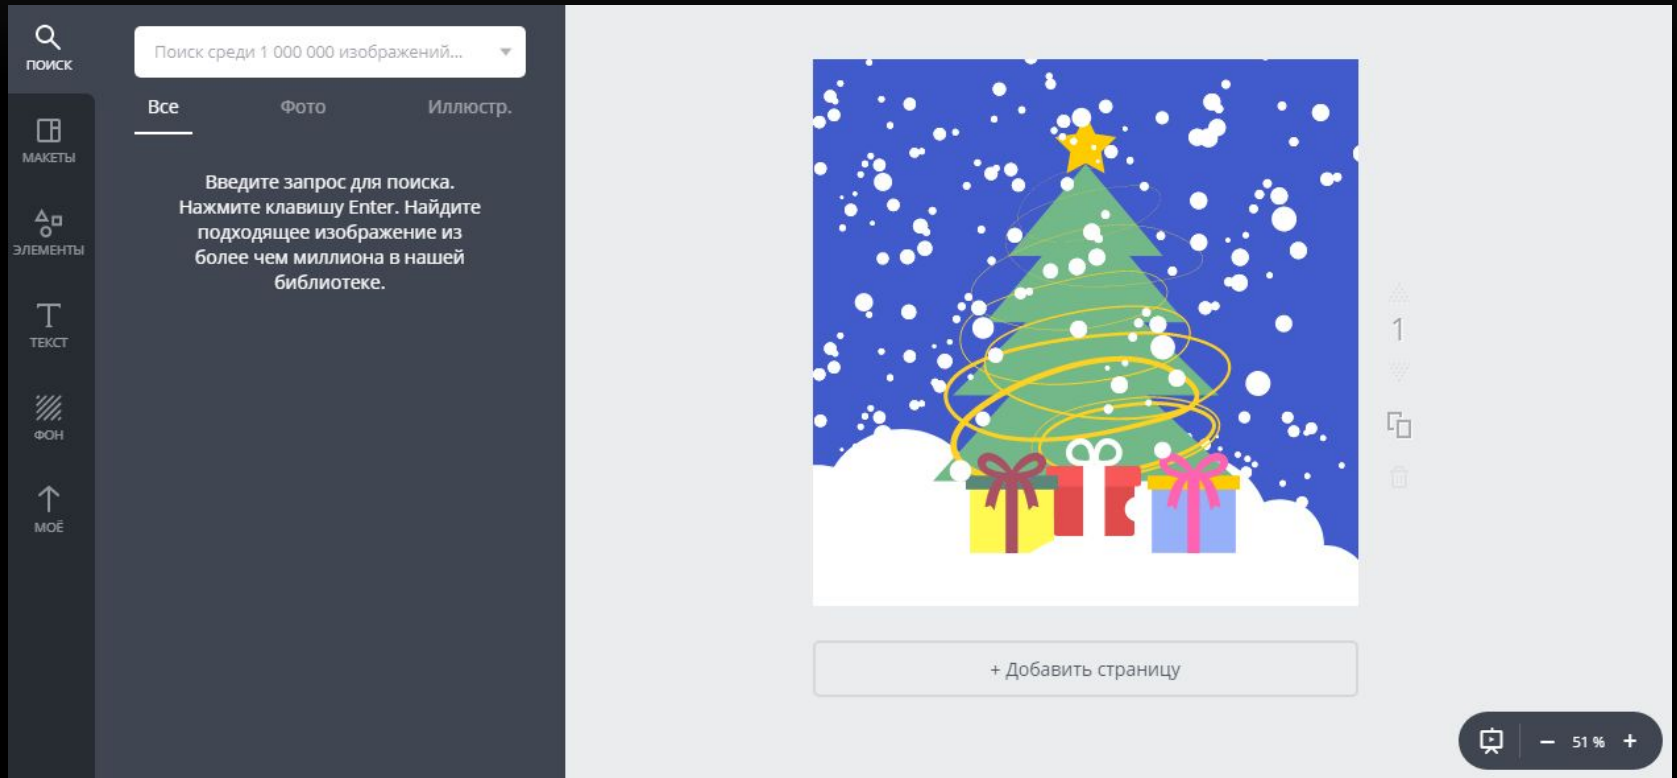 ПОИСК
МАКЕТЫ
ЭЛЕМЕНТЫ
ТЕКСТ
ФОН
МОЁ
Поиск среди 1 000 000 изображений...
Все Фото Иллюстр.
Введите запрос для поиска.
Нажмите клавишу Enter. Найдите
подходящее изображение из
более чем миллиона в нашей
библиотеке.
1
+ Добавить страницу
51 %